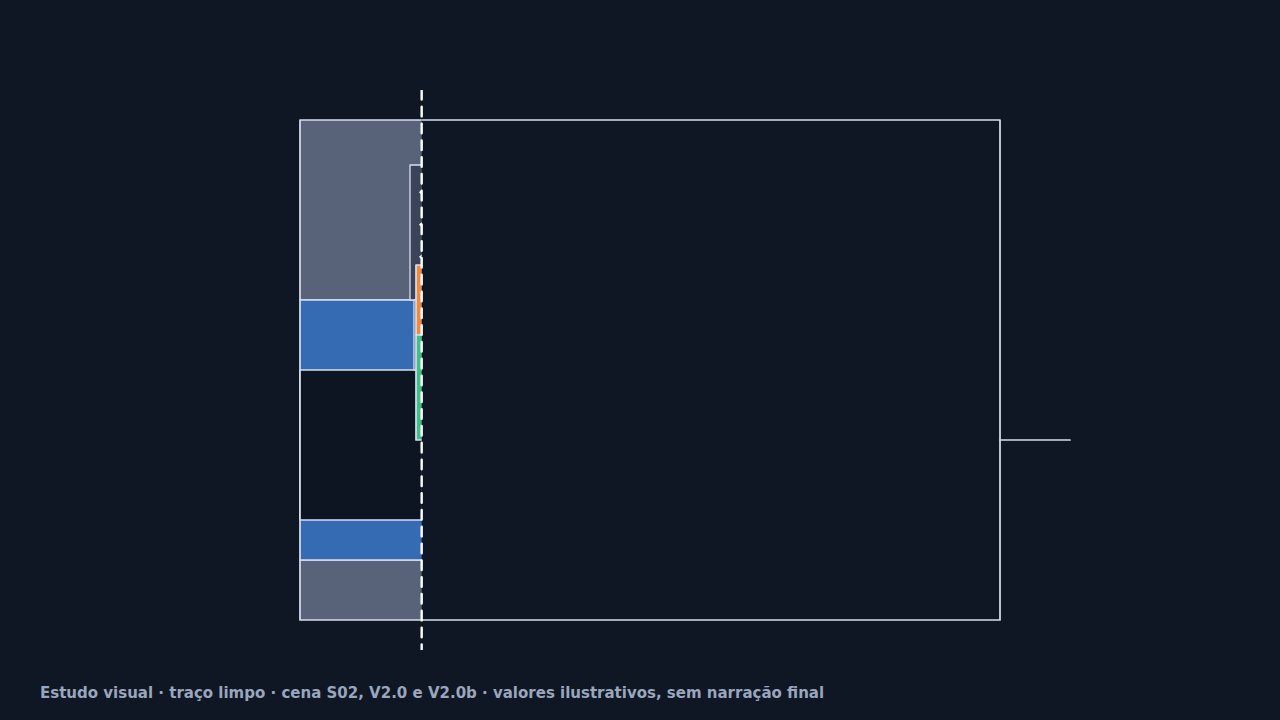 Estudo visual · traço limpo · cena S02, V2.0 e V2.0b · valores ilustrativos, sem narração final